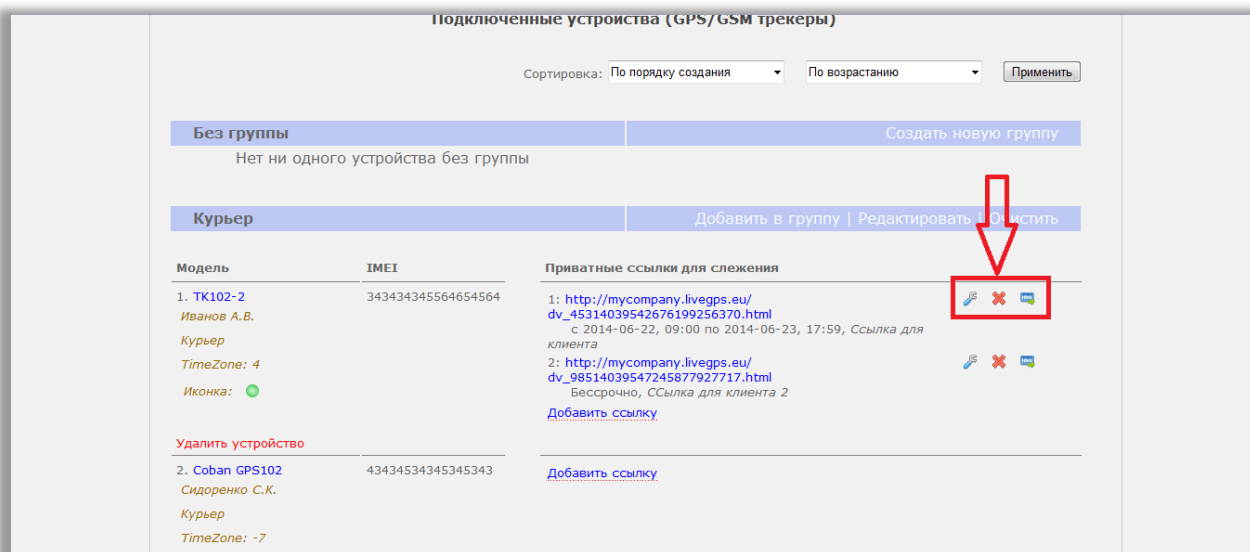 Подключенные устройства (GPS/GSM трекеры)
Сортировка: По порядку создания По возрастанию Применить
Без группы Создать новую группу
Нет ни одного устройства без группы
Курьер Добавить в группу | Редактировать | Очистить
Модель IMEI Приватные ссылки для слежения
1. TK102-2 343434345564654564 1: http://mycompany.livegps.eu/
dv_45314039542676199256370.html
Иванов А.В.
с 2014-06-22, 09:00 по 2014-06-23, 17:59, Ссылка для
клиента
Курьер
2: http://mycompany.livegps.eu/
TimeZone: 4
dv_98514039547245877927717.html
Иконка:
Бессрочно, ССылка для клиента 2
Добавить ссылку
Удалить устройство
2. Coban GPS102 43434534345345343 Добавить ссылку
Сидоренко С.К.
Курьер
TimeZone: -7